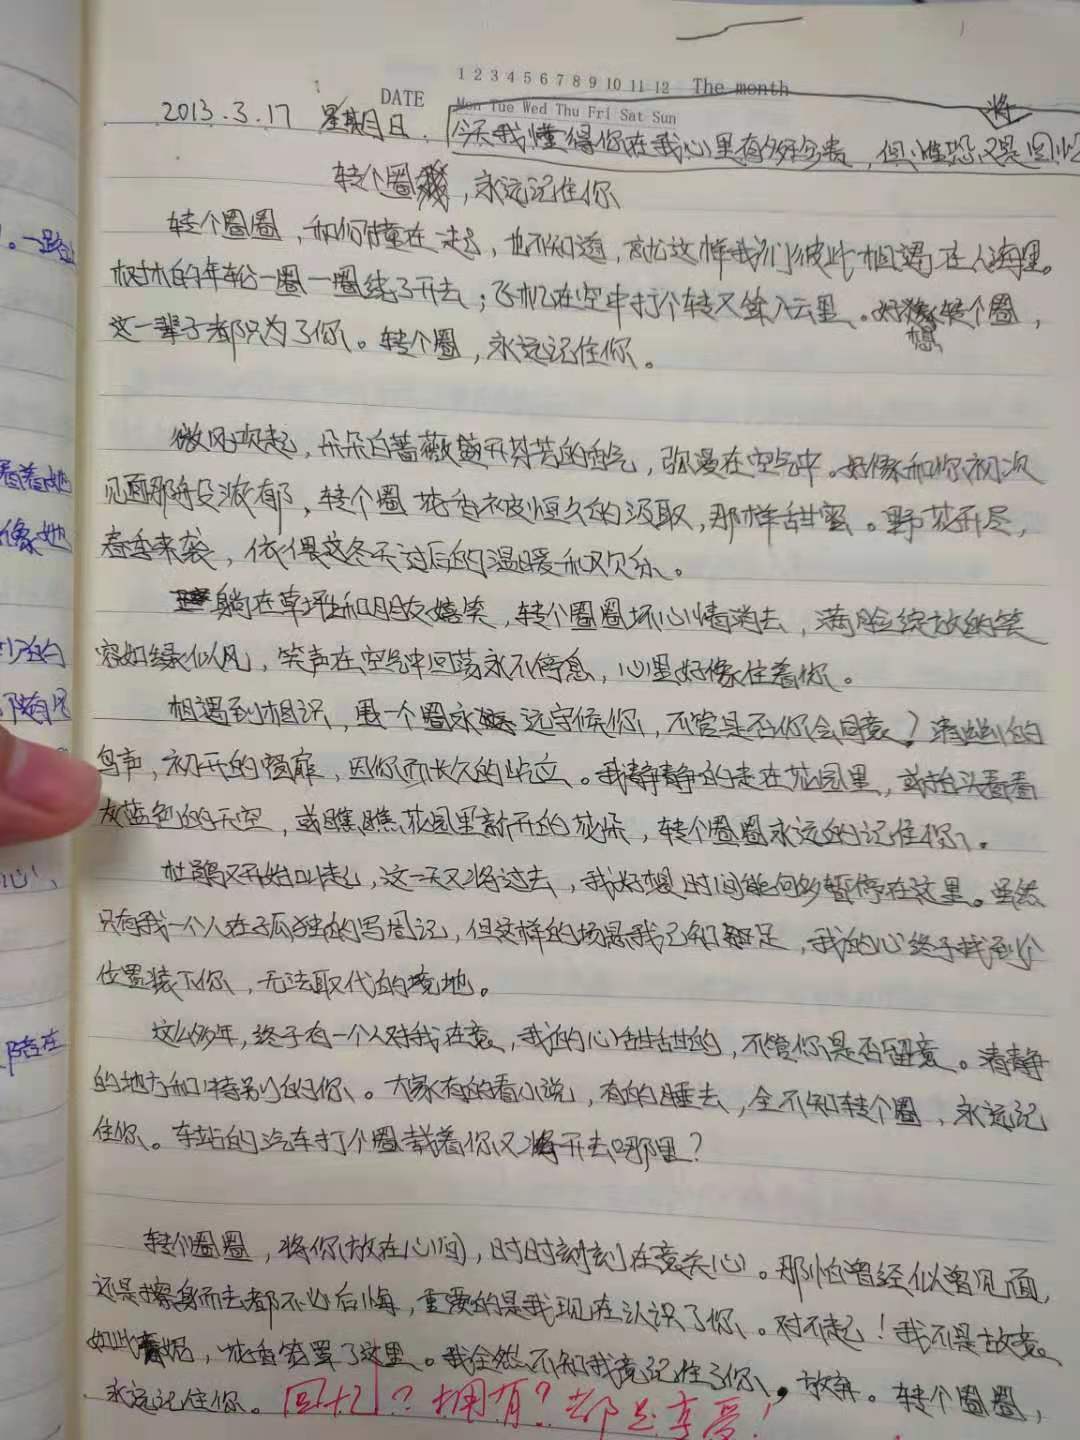 1 2 3 4 5 6 7 8 9 10 11 12 The month
DATE
Mon Tue Wed Thu Fri Sat Sun
2013.3.17 星期日
今天我懂得你在我心里有多珍贵，但惟恐又是回忆
将
转个圈，永远记住你
转个圈圈，和你撞在一起，也不知道，高忙这样我们彼此相遇在人海里。
树木的年轮一圈一圈绕了开去；飞机在空中打个转又耸入云里。好想转个圈，
这一辈子都只为了你。转个圈，永远记住你。
微风吹起，朵朵白蔷薇盛开芬芳的香气，弥漫在空气中。好像和你初次
见面那般浓郁，转个圈花香被恒久的汲取，那样甜蜜。野花开尽，
春季来袭，依偎这冬天过后的温暖和欢乐。
躺在草坪上和朋友嬉笑，转个圈圈坏心情消去，满脸绽放的笑
容如缘似风，笑声在空气中回荡永不停息，心里好像住着你。
相遇到相识，画一个圈永远守候你，不管是否你会同意？清幽的
鸟声，初开的蔷薇，因你而长久的屹立。我静静的走在花园里，或抬头看看
灰蓝色的天空，或瞧瞧花园里新开的花朵，转个圈圈永远的记住你。
杜鹃又开始叫起，这一天又将过去，我好想时间能何多暂停在这里。虽然
只有我一个人在孤独的写周记，但这样的场景我已知足，我的心终于找到个
位置装下你，无法取代的境地。
这么多年，终于有一个人对我在意，我的心甜甜的，不管你是否留意。清静
的地方和特别的你。大家有的看小说，有的睡去，全不知转个圈，永远记
住你。车站的汽车打个圈载着你又将开去哪里？
转个圈圈，将你放在心间，时时刻刻在意关心。那怕曾经似曾见面，
还是擦身而去都不必后悔，重要的是我现在认识了你。对不起！我不是故意
如此，花香笼罩了这里。我全然不知我竟记住了你，放弃。转个圈圈，
永远记住你。回忆？拥有？都是享受！